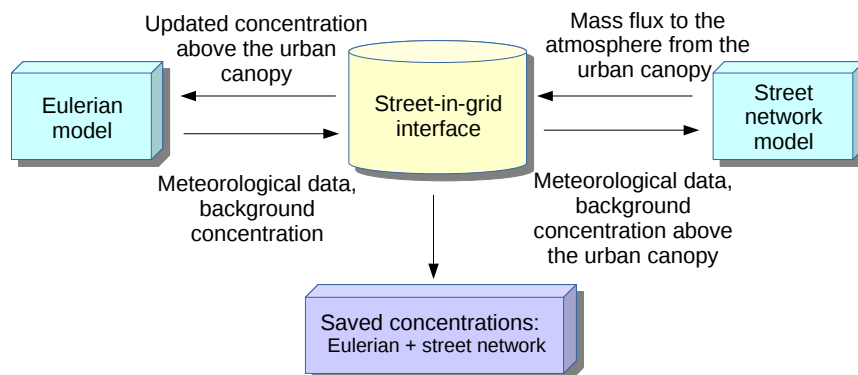 Updated concentration
above the urban
canopy
Mass flux to the
atmosphere from the
urban canopy
Eulerian
model
Street-in-grid
interface
Street
network
model
Meteorological data,
background
concentration
Meteorological data,
background
concentration above
the urban canopy
Saved concentrations:
Eulerian + street network